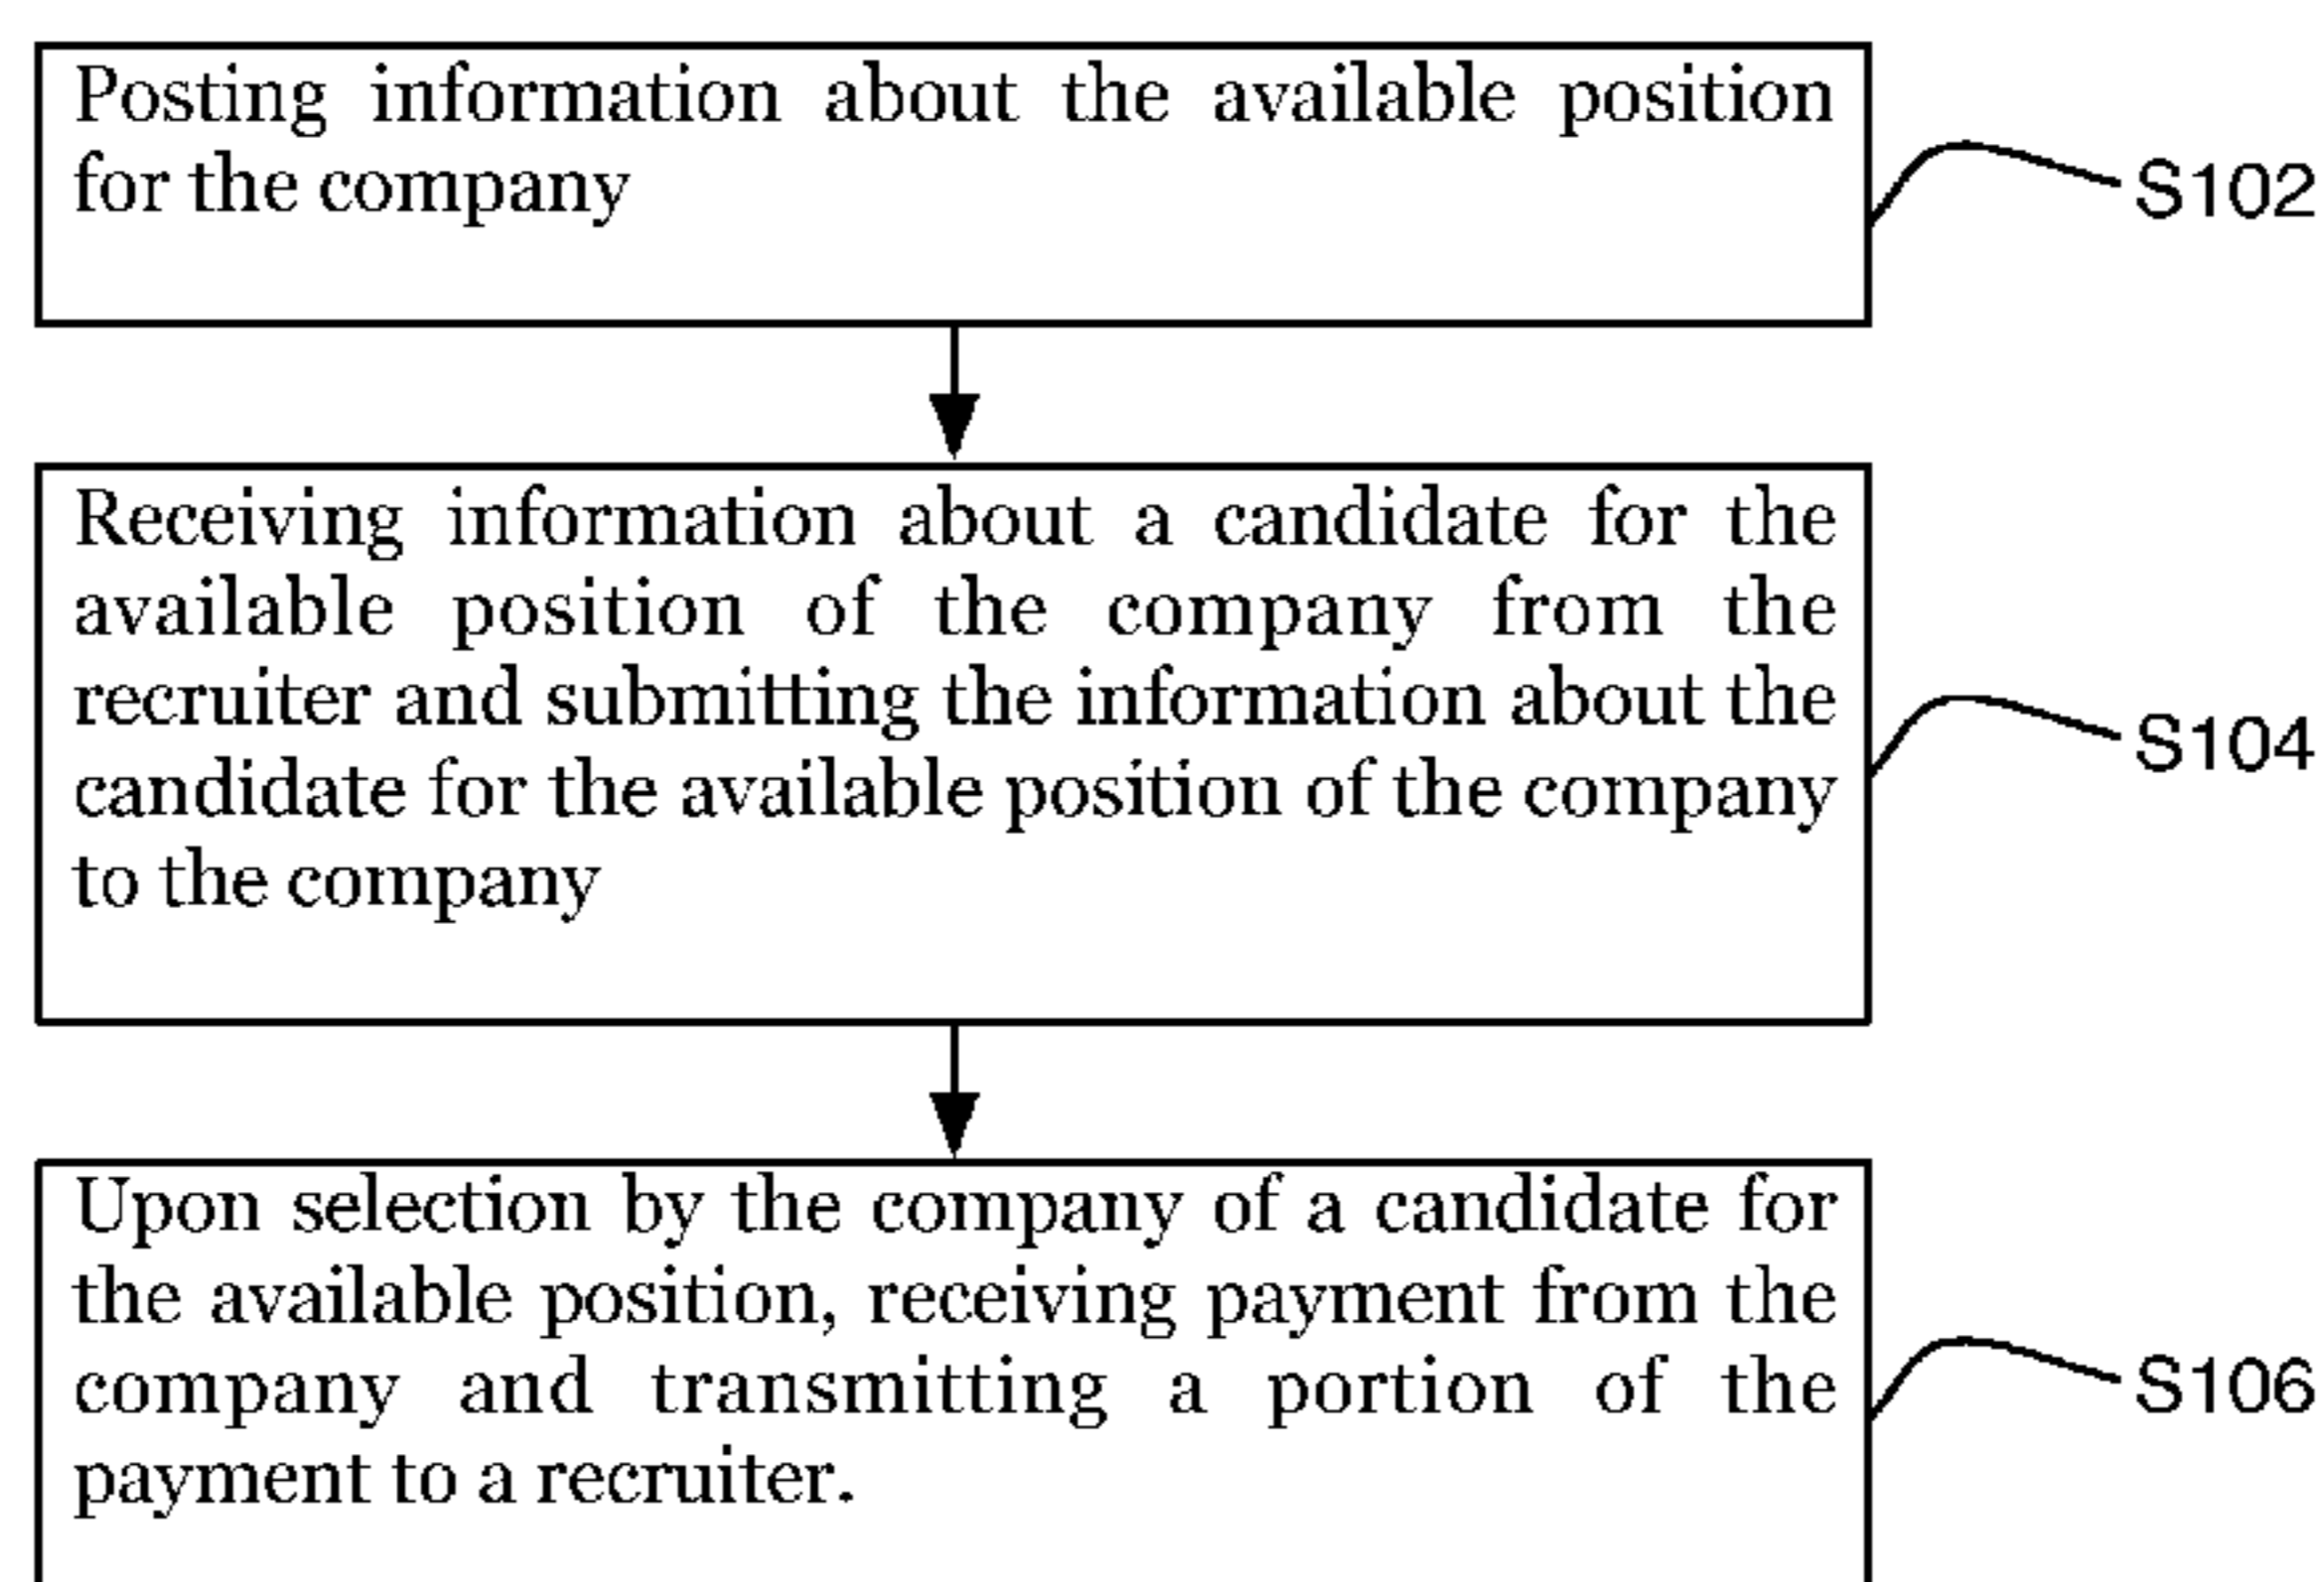 Posting information about the available position
for the company
S102
Receiving information about a candidate for the
available position of the company from the
recruiter and submitting the information about the
candidate for the available position of the company
to the company
S104
Upon selection by the company of a candidate for
the available position, receiving payment from the
company and transmitting a portion of the
payment to a recruiter.
S106